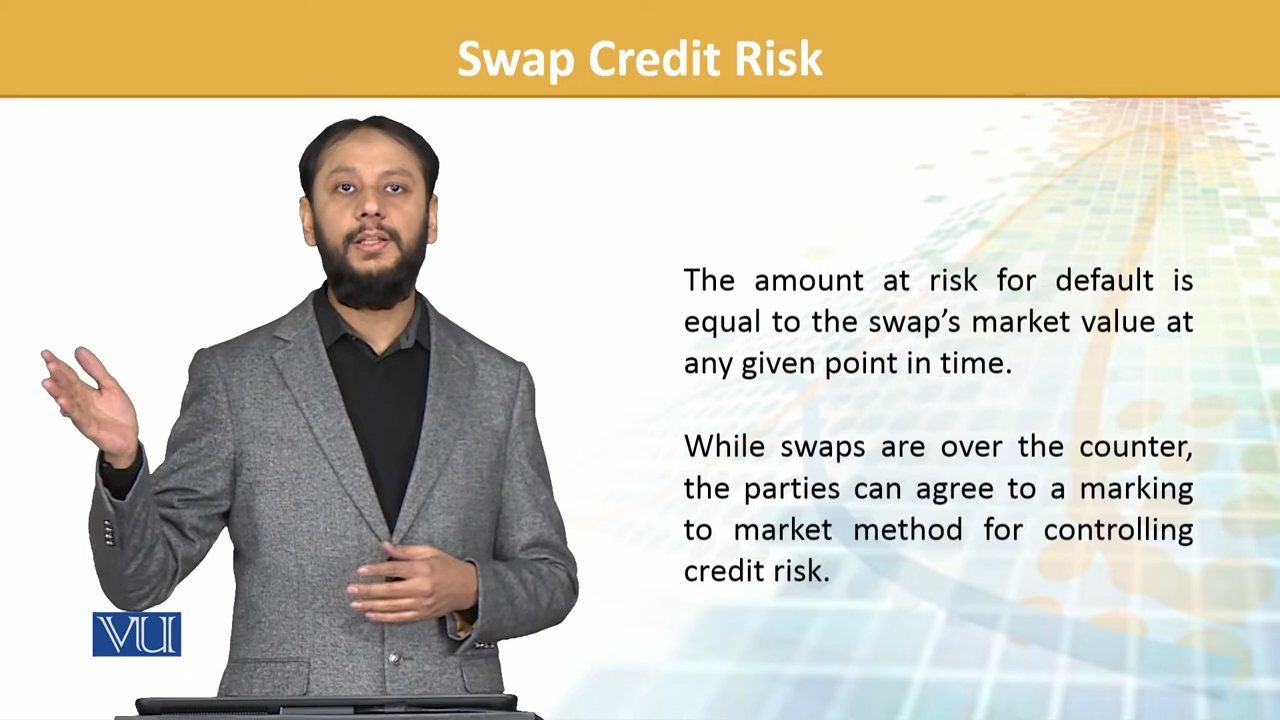 Swap Credit Risk
The amount at risk for default is
equal to the swap’s market value at
any given point in time.
While swaps are over the counter,
the parties can agree to a marking
to market method for controlling
credit risk.
VU